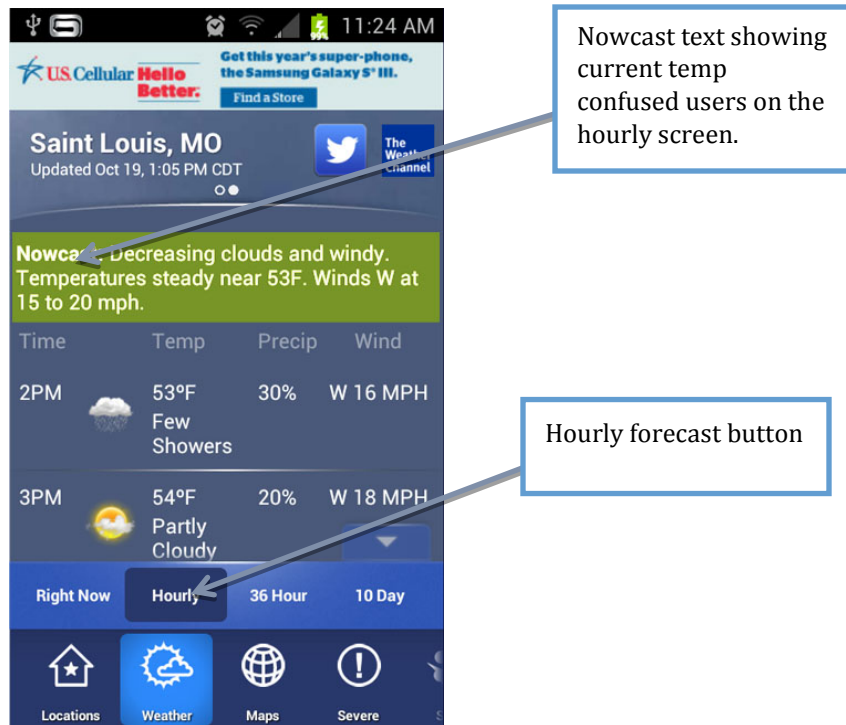 11:24 AM
U.S. Cellular
Hello
Better.
Get this year's super-phone,
the Samsung Galaxy S® III.
Find a Store
Saint Louis, MO
Updated Oct 19, 1:05 PM CDT
The
Weather
Channel
Nowcast: Decreasing clouds and windy.
Temperatures steady near 53F. Winds W at
15 to 20 mph.
Time Temp Precip Wind
2PM 53ºF 30% W 16 MPH
Few
Showers
3PM 54ºF 20% W 18 MPH
Partly
Cloudy
Right Now Hourly 36 Hour 10 Day
Locations Weather Maps Severe
Nowcast text showing
current temp
confused users on the
hourly screen.
Hourly forecast button